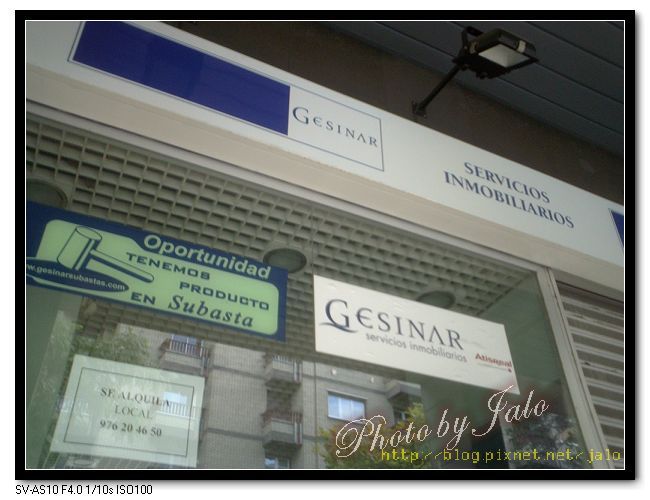 GESINAR
SERVICIOS
INMOBILIARIOS
Oportunidad
TENEMOS
PRODUCTO
EN Subasta
www.gesinarsubastas.com
GESINAR
servicios inmobiliarios
Atisreal
SE ALQUILA
LOCAL
976 20 46 50
Photo by Jalo
http://blog.pixnet.net/jalo
SV-AS10 F4.0 1/10s ISO100